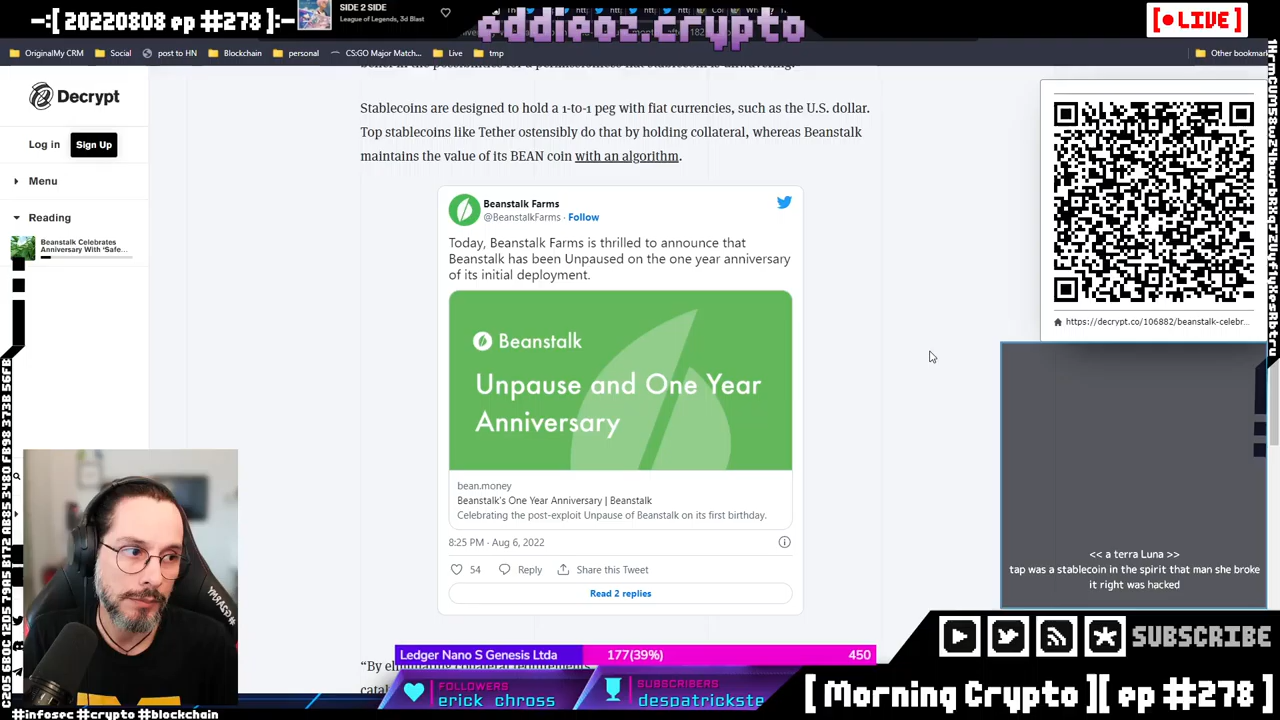 -:[ 20220808 ep #278 ]:-
SIDE 2 SIDE
League of Legends, 3d Blast
eddieoz.crypto
[ LIVE ]
OriginalMy CRM
Social
post to HN
Blockchain
personal
CS:GO Major Match...
Live
tmp
Other bookmar
Decrypt
Log in
Sign Up
Menu
Reading
Beanstalk Celebrates
Anniversary With 'Safe...
Stablecoins are designed to hold a 1-to-1 peg with fiat currencies, such as the U.S. dollar.
Top stablecoins like Tether ostensibly do that by holding collateral, whereas Beanstalk
maintains the value of its BEAN coin with an algorithm.
Beanstalk Farms
@BeanstalkFarms · Follow
Today, Beanstalk Farms is thrilled to announce that
Beanstalk has been Unpaused on the one year anniversary
of its initial deployment.
Beanstalk
Unpause and One Year
Anniversary
bean.money
Beanstalk's One Year Anniversary | Beanstalk
Celebrating the post-exploit Unpause of Beanstalk on its first birthday.
8:25 PM · Aug 6, 2022
54
Reply
Share this Tweet
Read 2 replies
https://decrypt.co/106882/beanstalk-celebr...
<< a terra Luna >>
tap was a stablecoin in the spirit that man she broke
it right was hacked
Ledger Nano S Genesis Ltda
177(39%)
450
FOLLOWERS
erick_chross
SUBSCRIBERS
despatrickste
SUBSCRIBE
[ Morning Crypto ][ ep #278 ]
#infosec #crypto #blockchain